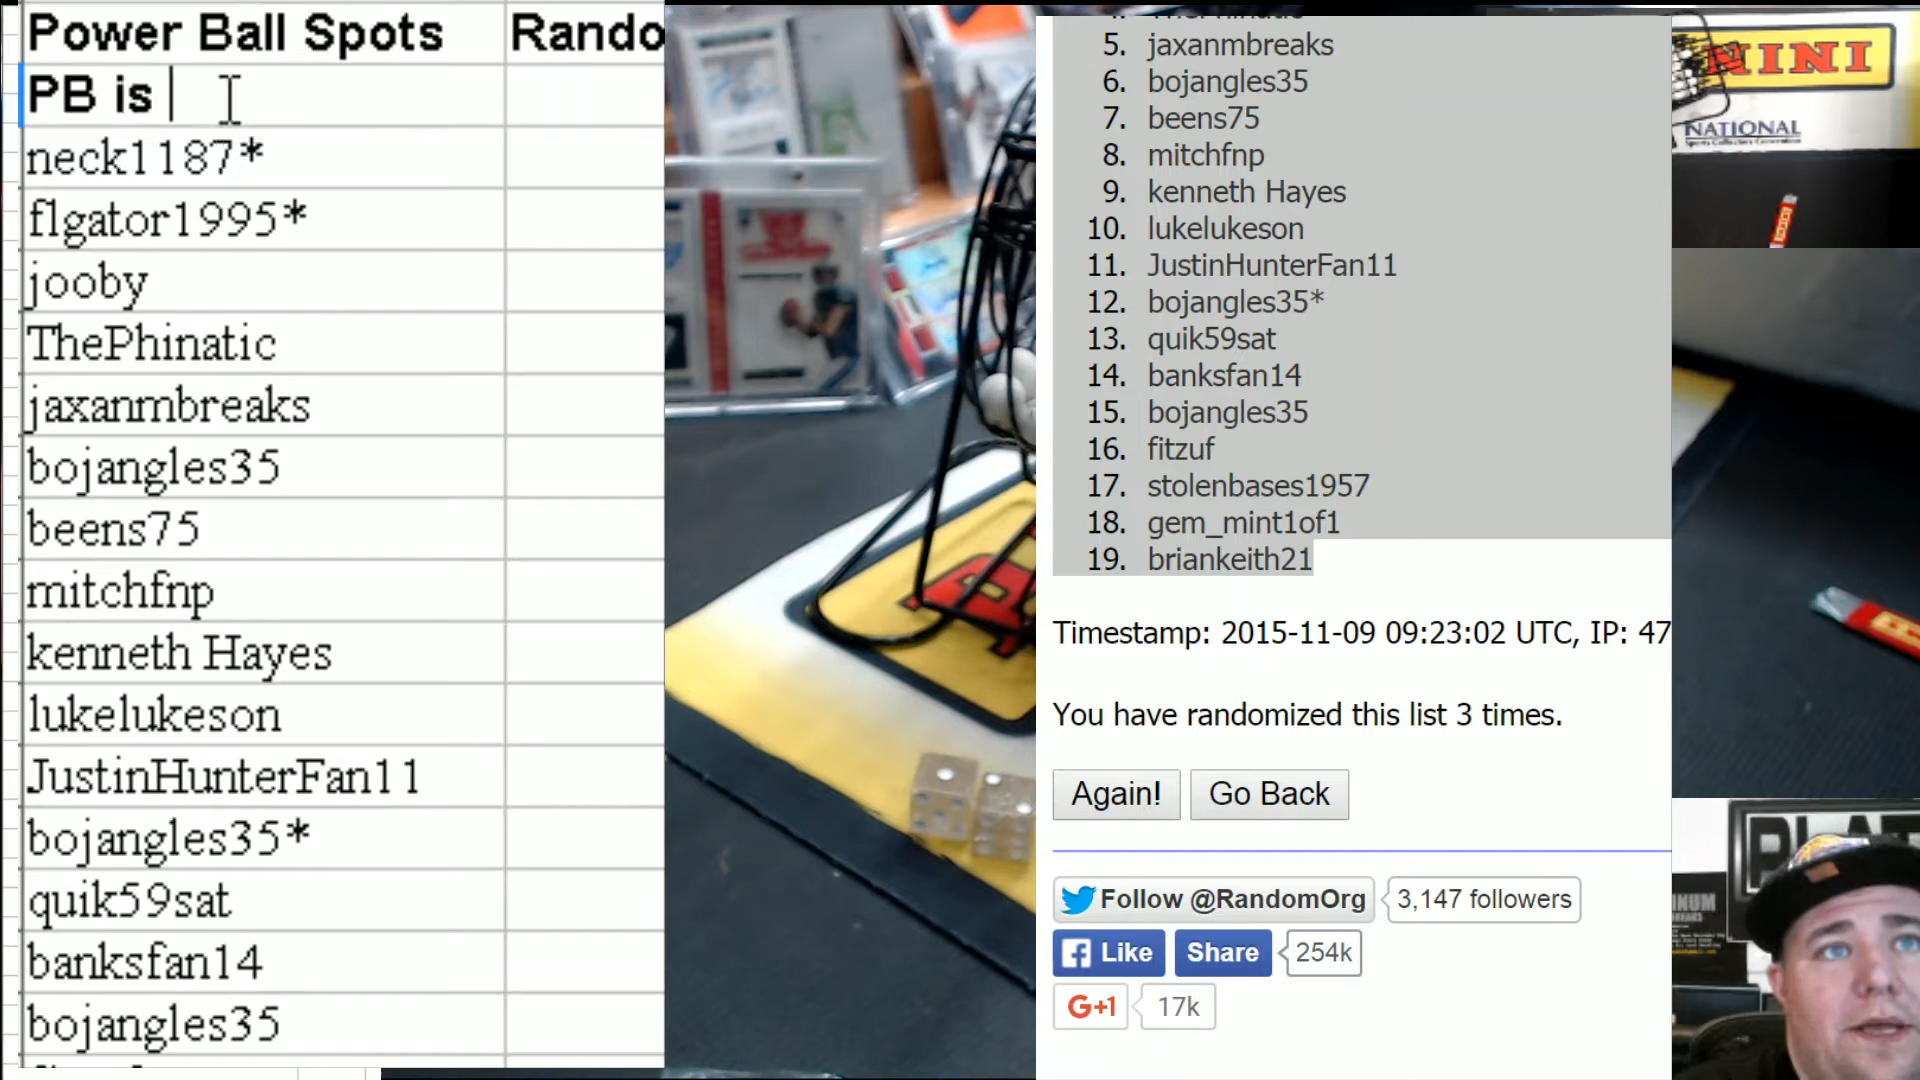 Power Ball Spots
Rando
PB is
neck1187*
flgator1995*
jooby
ThePhinatic
jaxanmbreaks
bojangles35
beens75
mitchfnp
kenneth Hayes
lukelukeson
JustinHunterFan11
bojangles35*
quik59sat
banksfan14
bojangles35
5. jaxanmbreaks
6. bojangles35
7. beens75
8. mitchfnp
9. kenneth Hayes
10. lukelukeson
11. JustinHunterFan11
12. bojangles35*
13. quik59sat
14. banksfan14
15. bojangles35
16. fitzuf
17. stolenbases1957
18. gem_mint1of1
19. briankeith21
Timestamp: 2015-11-09 09:23:02 UTC, IP: 47
You have randomized this list 3 times.
Again!
Go Back
Follow @RandomOrg
3,147 followers
Like
Share
254k
G+1
17k
NINI
NATIONAL
PLAT
INUM